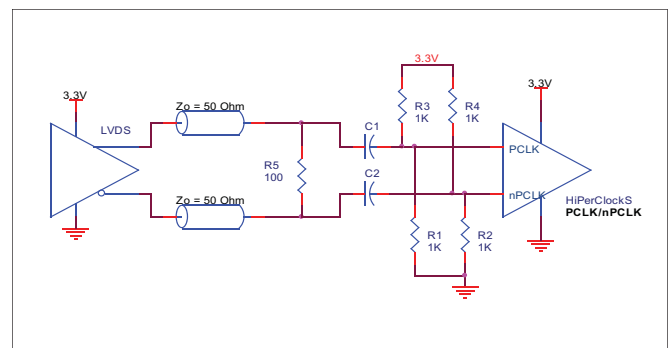 3.3V
LVDS
Zo = 50 Ohm
Zo = 50 Ohm
R5
100
C1
C2
3.3V
R3
1K
R4
1K
R1
1K
R2
1K
3.3V
PCLK
nPCLK
HiPerClockS
PCLK/nPCLK